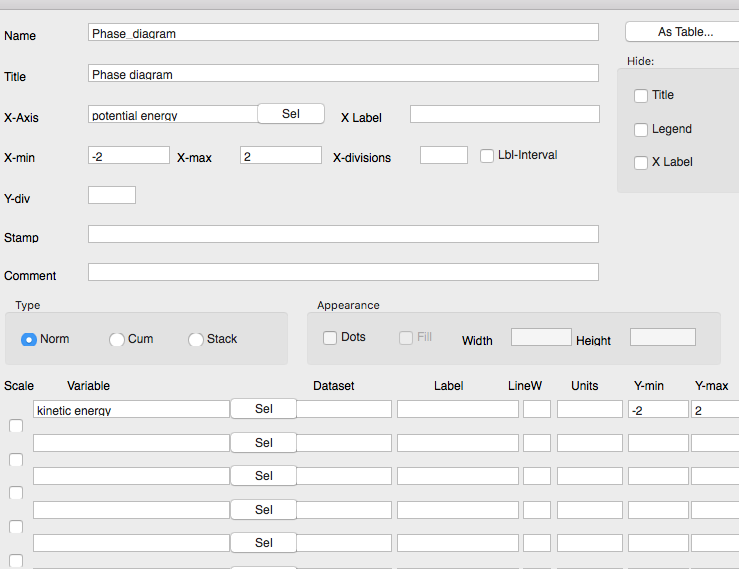 Name Phase_diagram As Table...
Hide:
Title Phase diagram
Title
X-Axis potential energy Sel X Label
Legend
X-min -2 X-max 2 X-divisions Lbl-Interval
X Label
Y-div
Stamp
Comment
Type Appearance
Norm Cum Stack Dots Fill Width Height
Scale Variable Dataset Label LineW Units Y-min Y-max
kinetic energy Sel -2 2
Sel
Sel
Sel
Sel